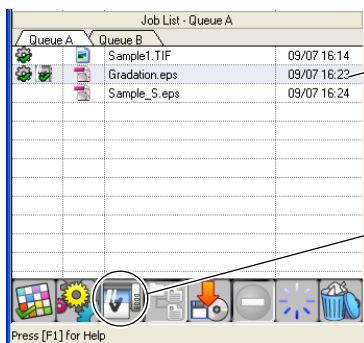 Job List - Queue A
Queue A Queue B
Sample1.TIF 09/07 16:14
Gradation.eps 09/07 16:23
Sample_S.eps 09/07 16:24
Press [F1] for Help